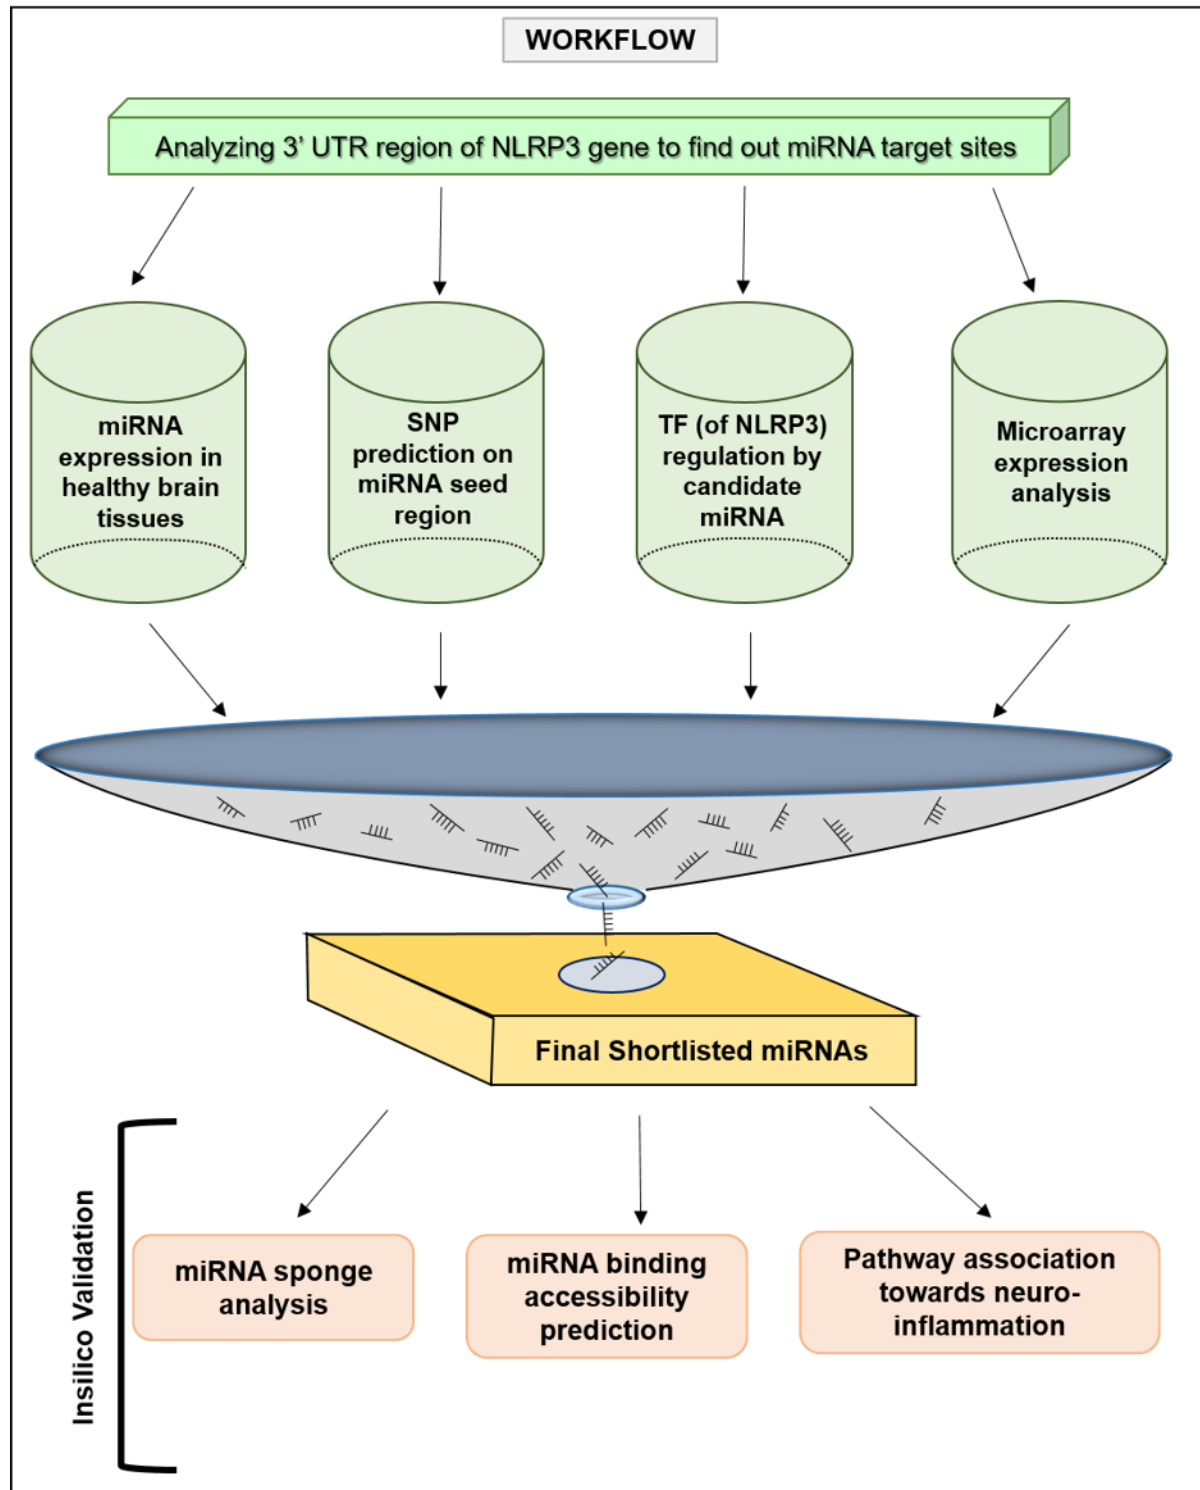 WORKFLOW
Analyzing 3’ UTR region of NLRP3 gene to find out miRNA target sites
miRNA
expression in
healthy brain
tissues
SNP
prediction on
miRNA seed
region
TF (of NLRP3)
regulation by
candidate
miRNA
Microarray
expression
analysis
Final Shortlisted miRNAs
Insilico Validation
miRNA sponge
analysis
miRNA binding
accessibility
prediction
Pathway association
towards neuro-
inflammation